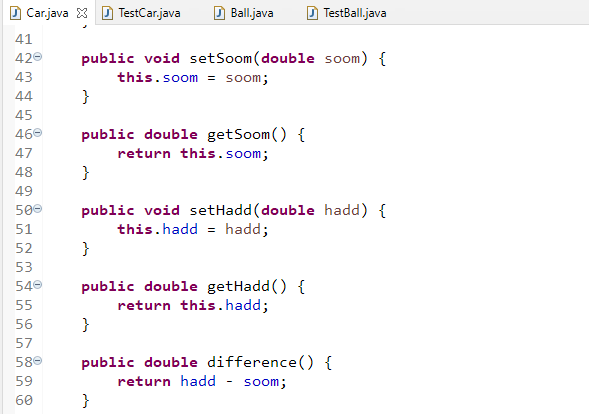 Car.java TestCar.java Ball.java TestBall.java
41
42 public void setSoom(double soom) {
43 this.soom = soom;
44 }
45
46 public double getSoom() {
47 return this.soom;
48 }
49
50 public void setHadd(double hadd) {
51 this.hadd = hadd;
52 }
53
54 public double getHadd() {
55 return this.hadd;
56 }
57
58 public double difference() {
59 return hadd - soom;
60 }